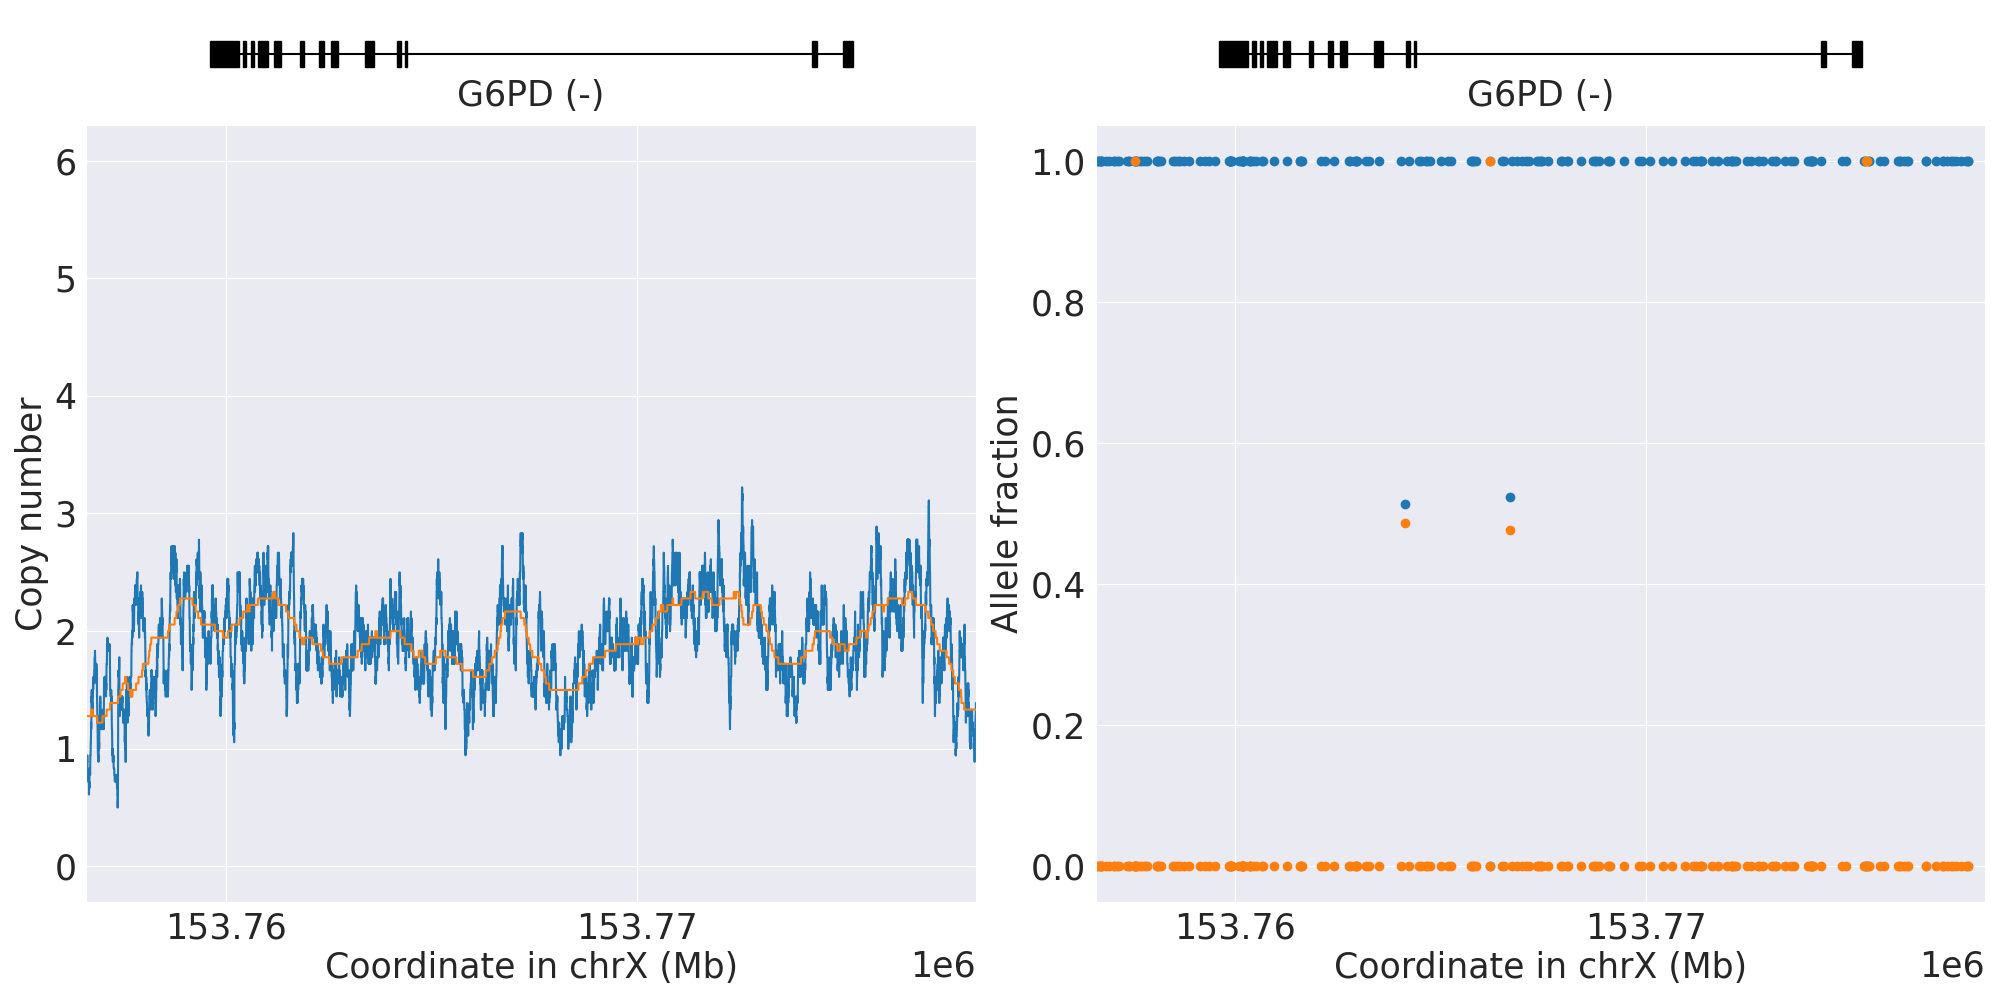 G6PD (-)
6
5
4
3
2
1
0
Copy number
153.76
153.77
Coordinate in chrX (Mb)
1e6
G6PD (-)
1.0
0.8
0.6
0.4
0.2
0.0
Allele fraction
153.76
153.77
Coordinate in chrX (Mb)
1e6